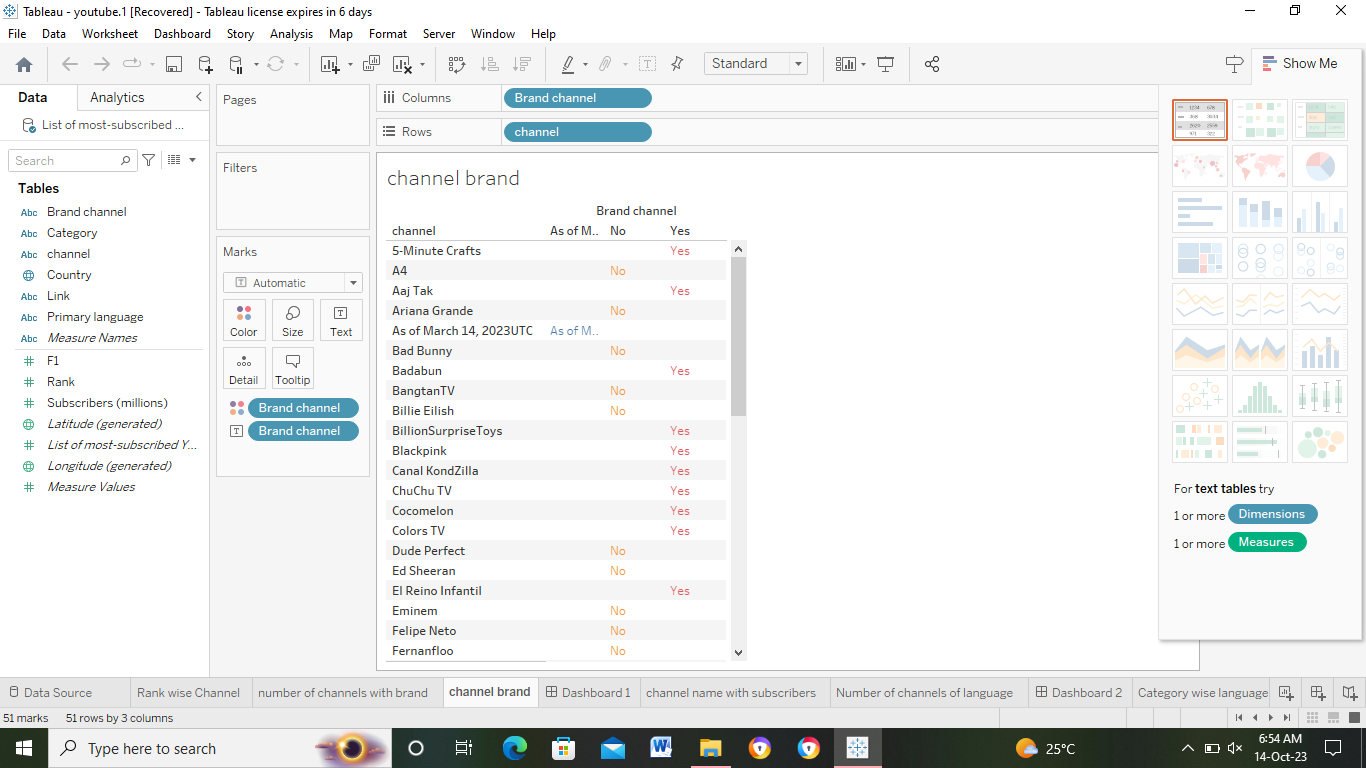 Tableau - youtube.1 [Recovered] - Tableau license expires in 6 days
File Data Worksheet Dashboard Story Analysis Map Format Server Window Help
Standard
Show Me
Data Analytics
List of most-subscribed ...
Search
Tables
Abc Brand channel
Abc Category
Abc channel
Country
Abc Link
Abc Primary language
Abc Measure Names
F1
Rank
Subscribers (millions)
Latitude (generated)
List of most-subscribed Y...
Longitude (generated)
Measure Values
Pages
Filters
Marks
Automatic
Color Size Text
Detail Tooltip
Brand channel
Brand channel
Columns Brand channel
Rows channel
channel brand
Brand channel
channel As of M.. No Yes
5-Minute Crafts Yes
A4 No
Aaj Tak Yes
Ariana Grande No
As of March 14, 2023UTC As of M..
Bad Bunny No
Badabun Yes
BangtanTV No
Billie Eilish No
BillionSurpriseToys Yes
Blackpink Yes
Canal KondZilla Yes
ChuChu TV Yes
Cocomelon Yes
Colors TV Yes
Dude Perfect No
Ed Sheeran No
El Reino Infantil Yes
Eminem No
Felipe Neto No
Fernanfloo No
For text tables try
1 or more Dimensions
1 or more Measures
Data Source Rank wise Channel number of channels with brand channel brand Dashboard 1 channel name with subscribers Number of channels of language Dashboard 2 Category wise language
51 marks 51 rows by 3 columns
Type here to search
25°C
6:54 AM
14-Oct-23